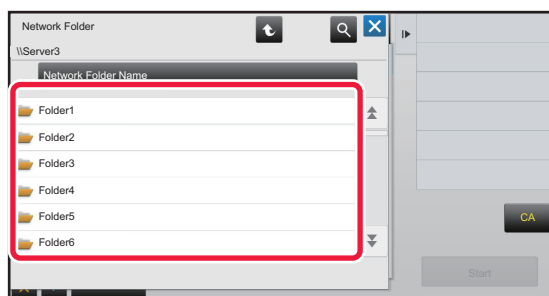 Network Folder
\\Server3
Network Folder Name
Folder1
Folder2
Folder3
Folder4
Folder5
Folder6
CA
Start